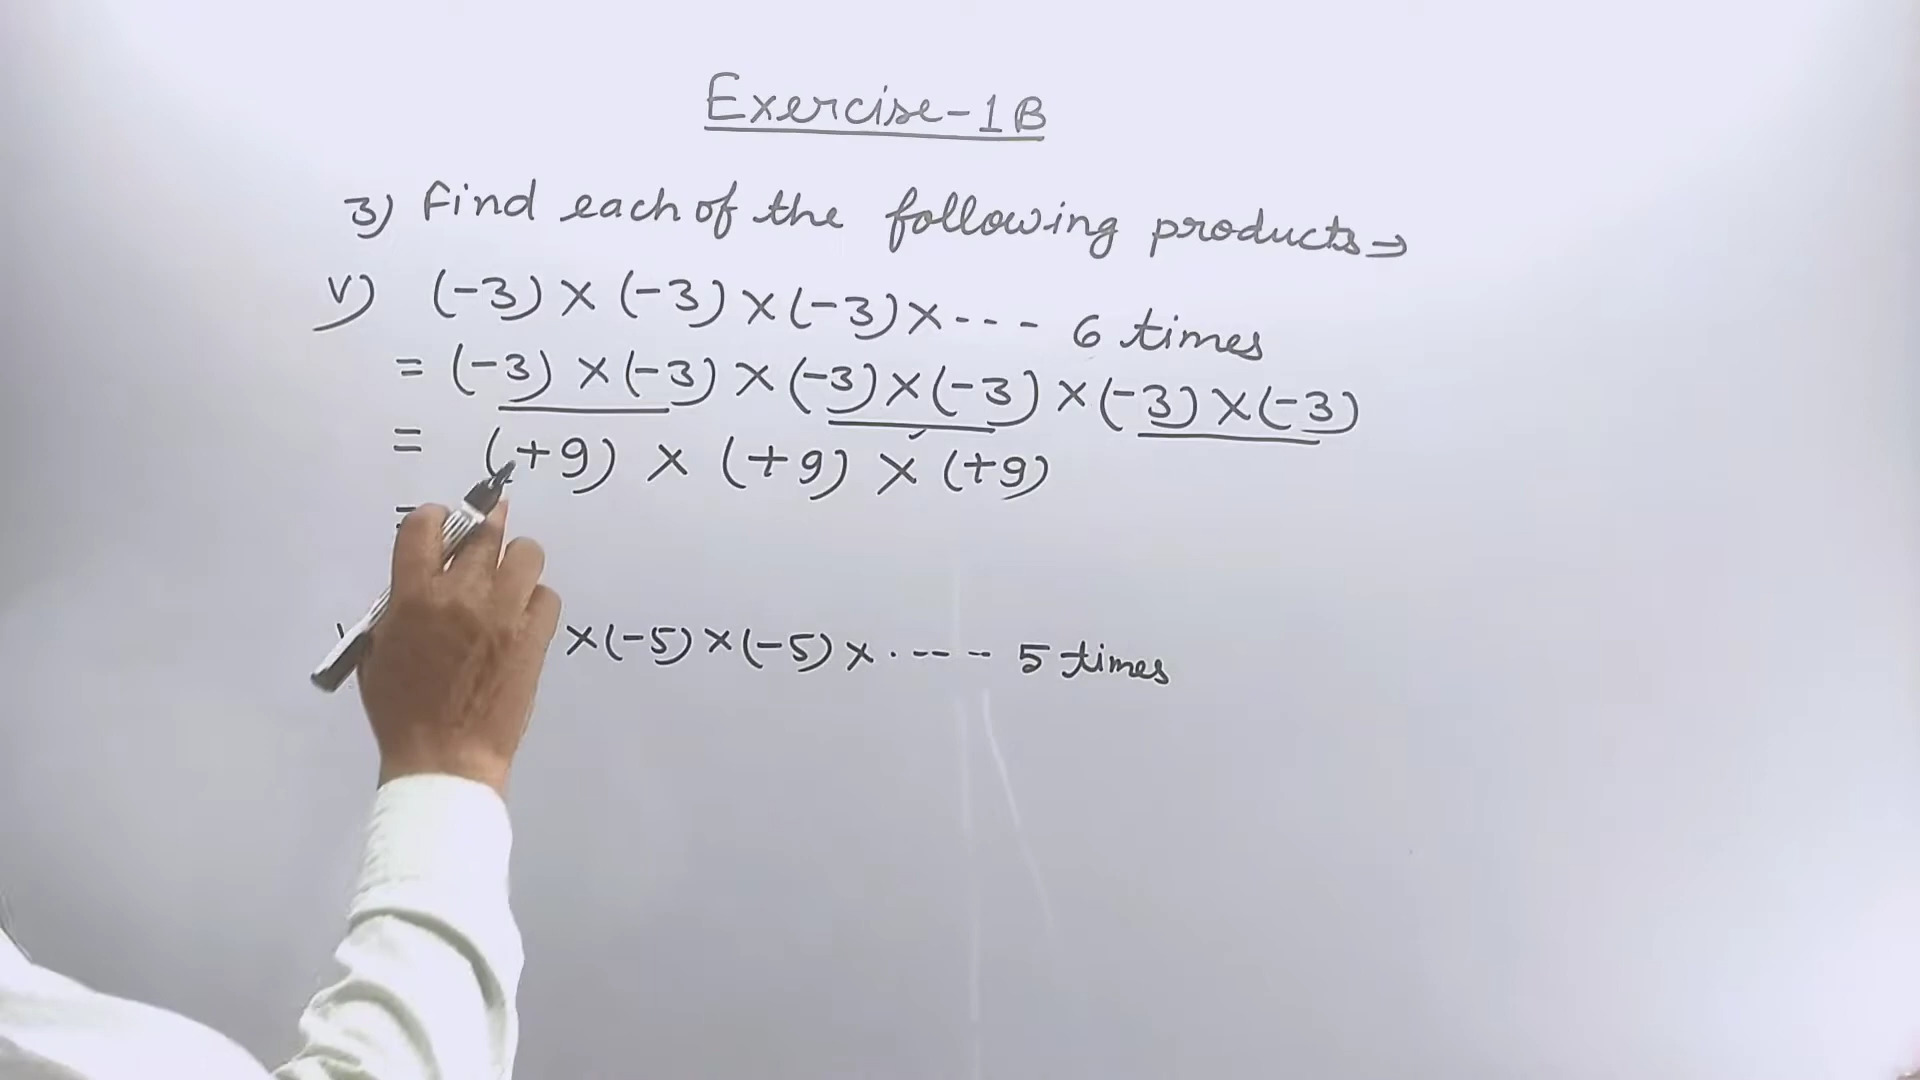 Exercise-1B
3) Find each of the following products→
v) (-3) × (-3) × (-3) × --- 6 times
= (-3) × (-3) × (-3) × (-3) × (-3) × (-3)
= (+9) × (+9) × (+9)
=
× (-5) × (-5) × ·--- 5 times